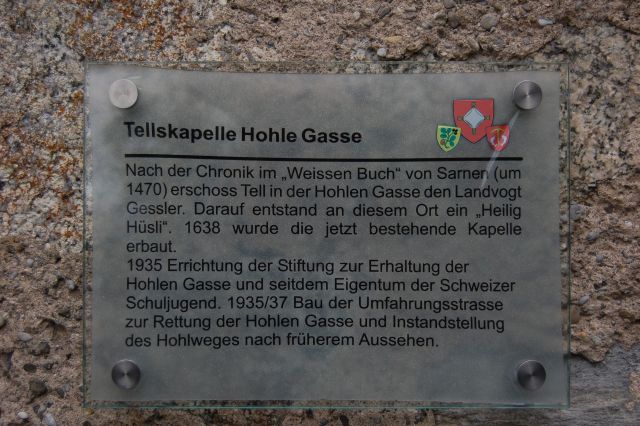 Tellskapelle Hohle Gasse
Nach der Chronik im „Weissen Buch“ von Sarnen (um
1470) erschoss Tell in der Hohlen Gasse den Landvogt
Gessler. Darauf entstand an diesem Ort ein „Heilig
Hüsli“. 1638 wurde die jetzt bestehende Kapelle
erbaut.
1935 Errichtung der Stiftung zur Erhaltung der
Hohlen Gasse und seitdem Eigentum der Schweizer
Schuljugend. 1935/37 Bau der Umfahrungsstrasse
zur Rettung der Hohlen Gasse und Instandstellung
des Hohlweges nach früherem Aussehen.